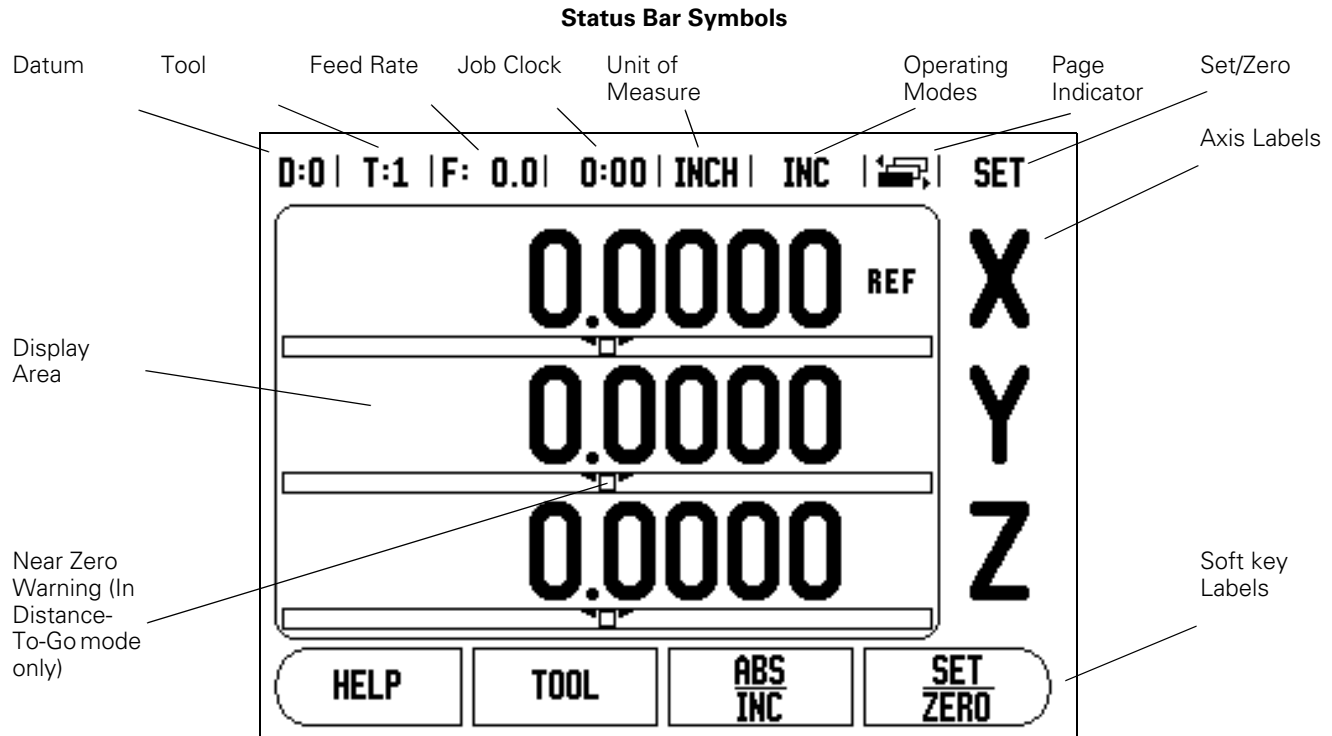 Status Bar Symbols
Datum
Tool
Feed Rate
Job Clock
Unit of
Measure
Operating
Modes
Page
Indicator
Set/Zero
Axis Labels
D:0 | T:1 | F: 0.0 | 0:00 | INCH | INC | | SET
0.0000 REF X
Display
Area
0.0000 Y
0.0000 Z
Near Zero
Warning (In
Distance-
To-Go mode
only)
Soft key
Labels
HELP
TOOL
ABS
INC
SET
ZERO